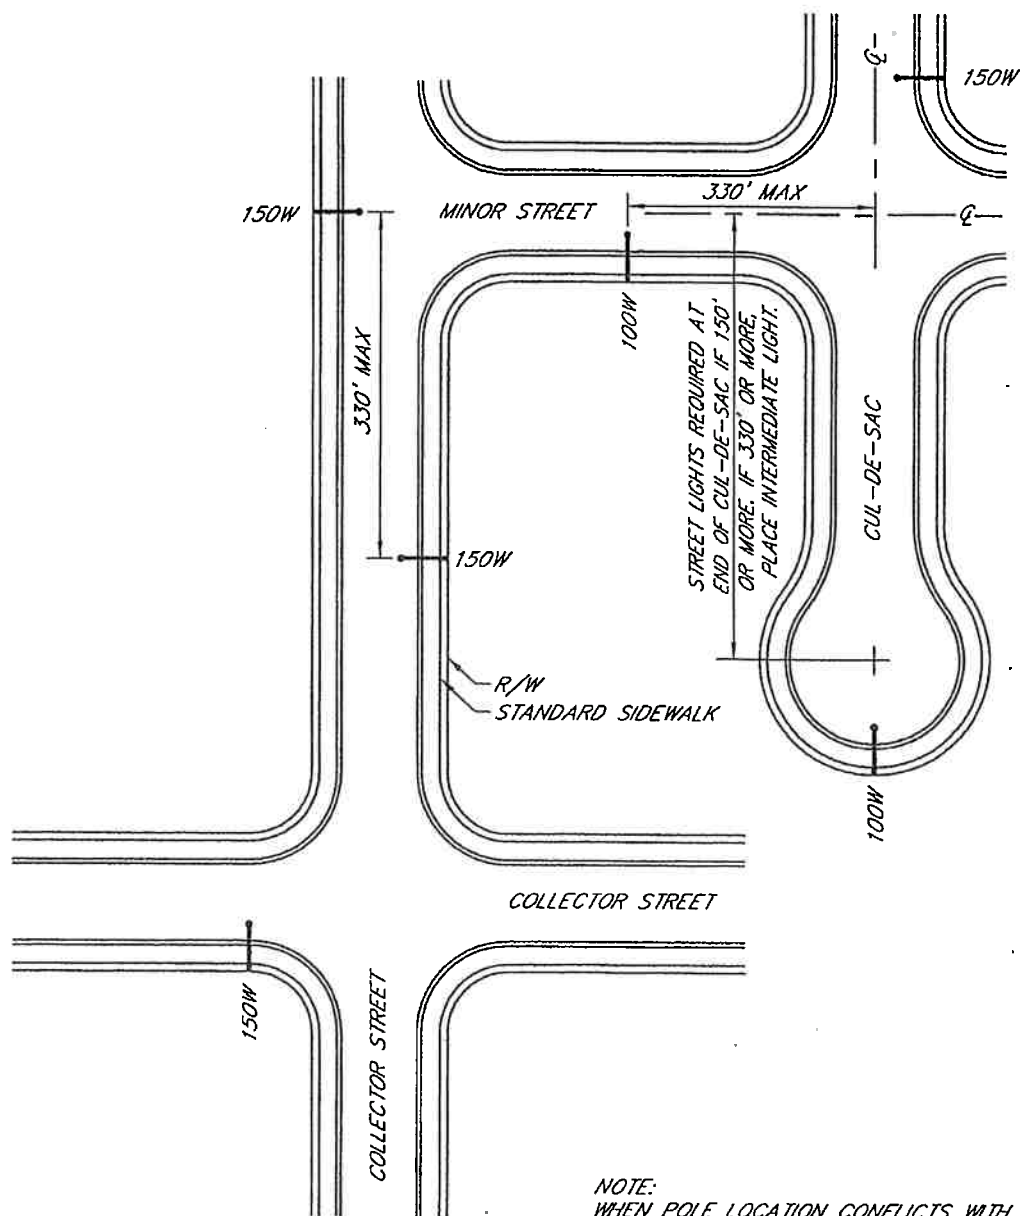 ℄
150W
330' MAX
150W
MINOR STREET
℄
100W
330' MAX
STREET LIGHTS REQUIRED AT
END OF CUL-DE-SAC IF 150'
OR MORE. IF 330' OR MORE,
PLACE INTERMEDIATE LIGHT.
CUL-DE-SAC
150W
R/W
STANDARD SIDEWALK
100W
COLLECTOR STREET
150W
COLLECTOR STREET
NOTE:
WHEN POLE LOCATION CONFLICTS WITH